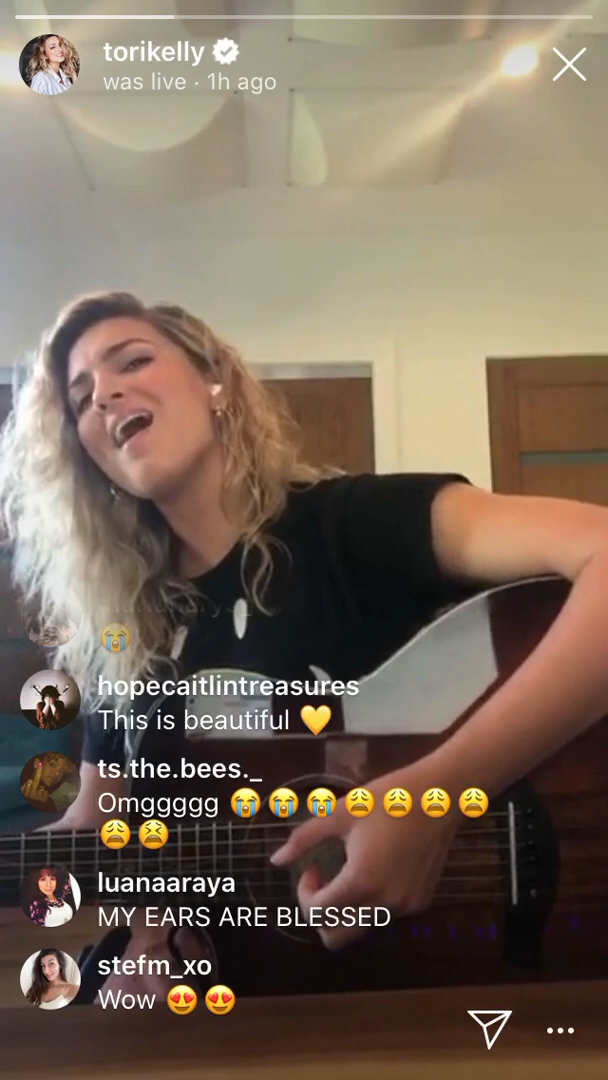 torikelly
was live · 1h ago
😭
hopecaitlintreasures
This is beautiful 💛
ts.the.bees._
Omggggg 😭😭😭😩😩😩😩
😩😫
luanaaraya
MY EARS ARE BLESSED
stefm_xo
Wow 😍😍